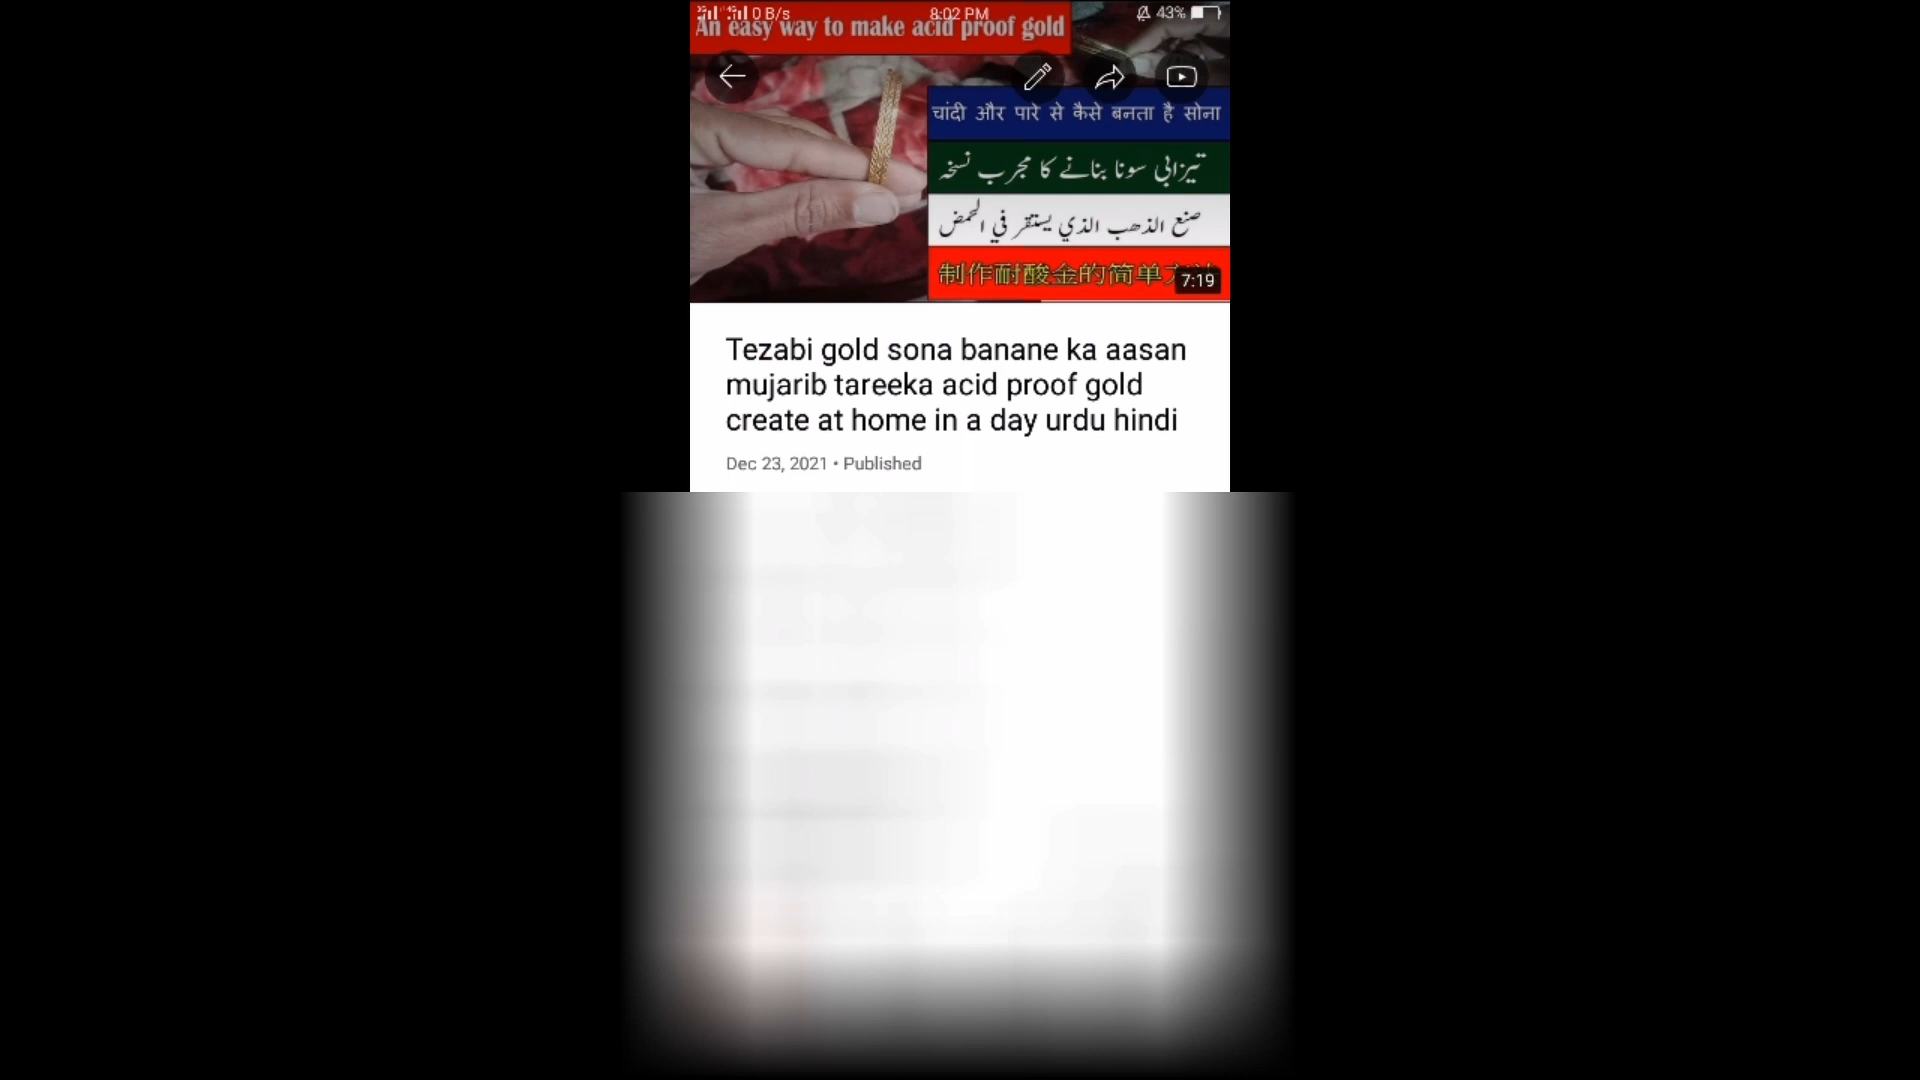 0 B/s
8:02 PM
43%
An easy way to make acid proof gold
चांदी और पारे से कैसे बनता है सोना
تیزابی سونا بنانے کا مجرب نسخہ
صنع الذهب الذي يستقر في الحمض
制作耐酸金的简单
7:19
Tezabi gold sona banane ka aasan
mujarib tareeka acid proof gold
create at home in a day urdu hindi
Dec 23, 2021 • Published